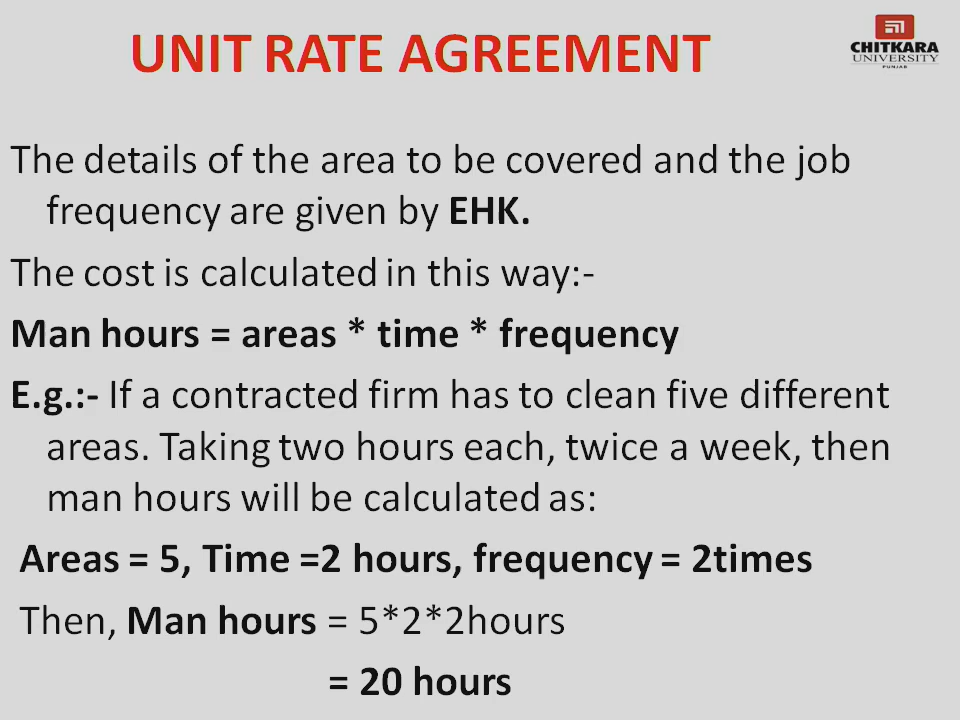 UNIT RATE AGREEMENT
CHITKARA
UNIVERSITY
PUNJAB
The details of the area to be covered and the job
frequency are given by EHK.
The cost is calculated in this way:-
Man hours = areas * time * frequency
E.g.:- If a contracted firm has to clean five different
areas. Taking two hours each, twice a week, then
man hours will be calculated as:
Areas = 5, Time =2 hours, frequency = 2times
Then, Man hours = 5*2*2hours
= 20 hours